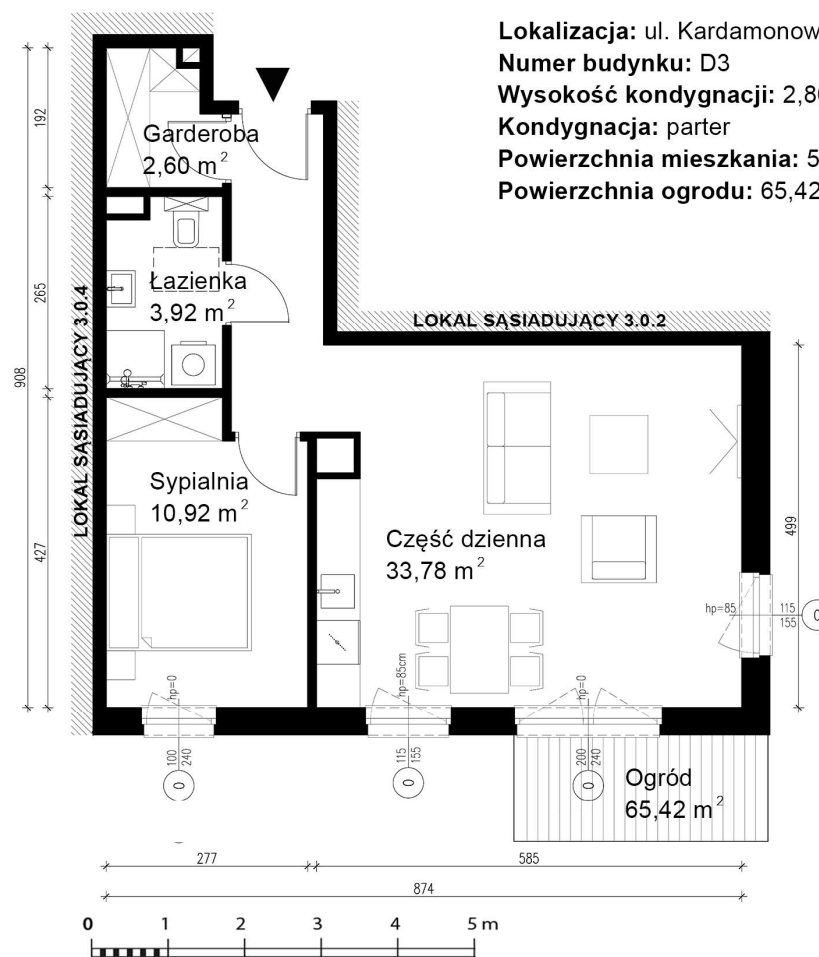 Lokalizacja: ul. Kardamonow
Numer budynku: D3
Wysokość kondygnacji: 2,8
Kondygnacja: parter
Powierzchnia mieszkania: 5
Powierzchnia ogrodu: 65,42
192
Garderoba
2,60 m²
265
Łazienka
3,92 m²
LOKAL SĄSIADUJĄCY 3.0.4
LOKAL SĄSIADUJĄCY 3.0.2
908
Sypialnia
10,92 m²
427
Część dzienna
33,78 m²
499
hp=85
115
155
0
hp=0
100
240
0
hp=85cm
115
155
0
hp=0
200
240
0
Ogród
65,42 m²
277
585
874
0 1 2 3 4 5 m